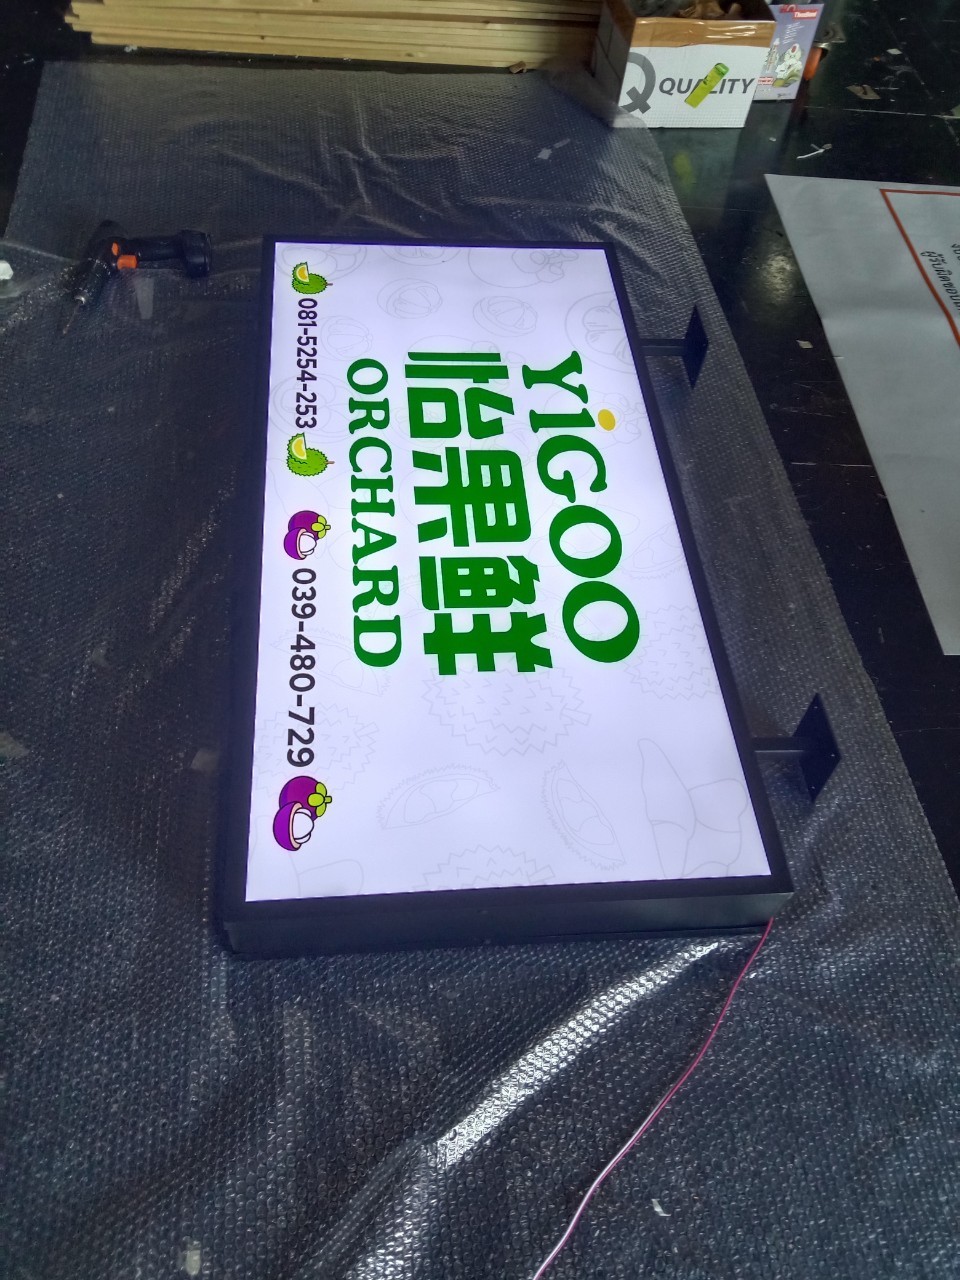 YiGOO
怡果鲜
ORCHARD
081-5254-253
039-480-729
QUALITY